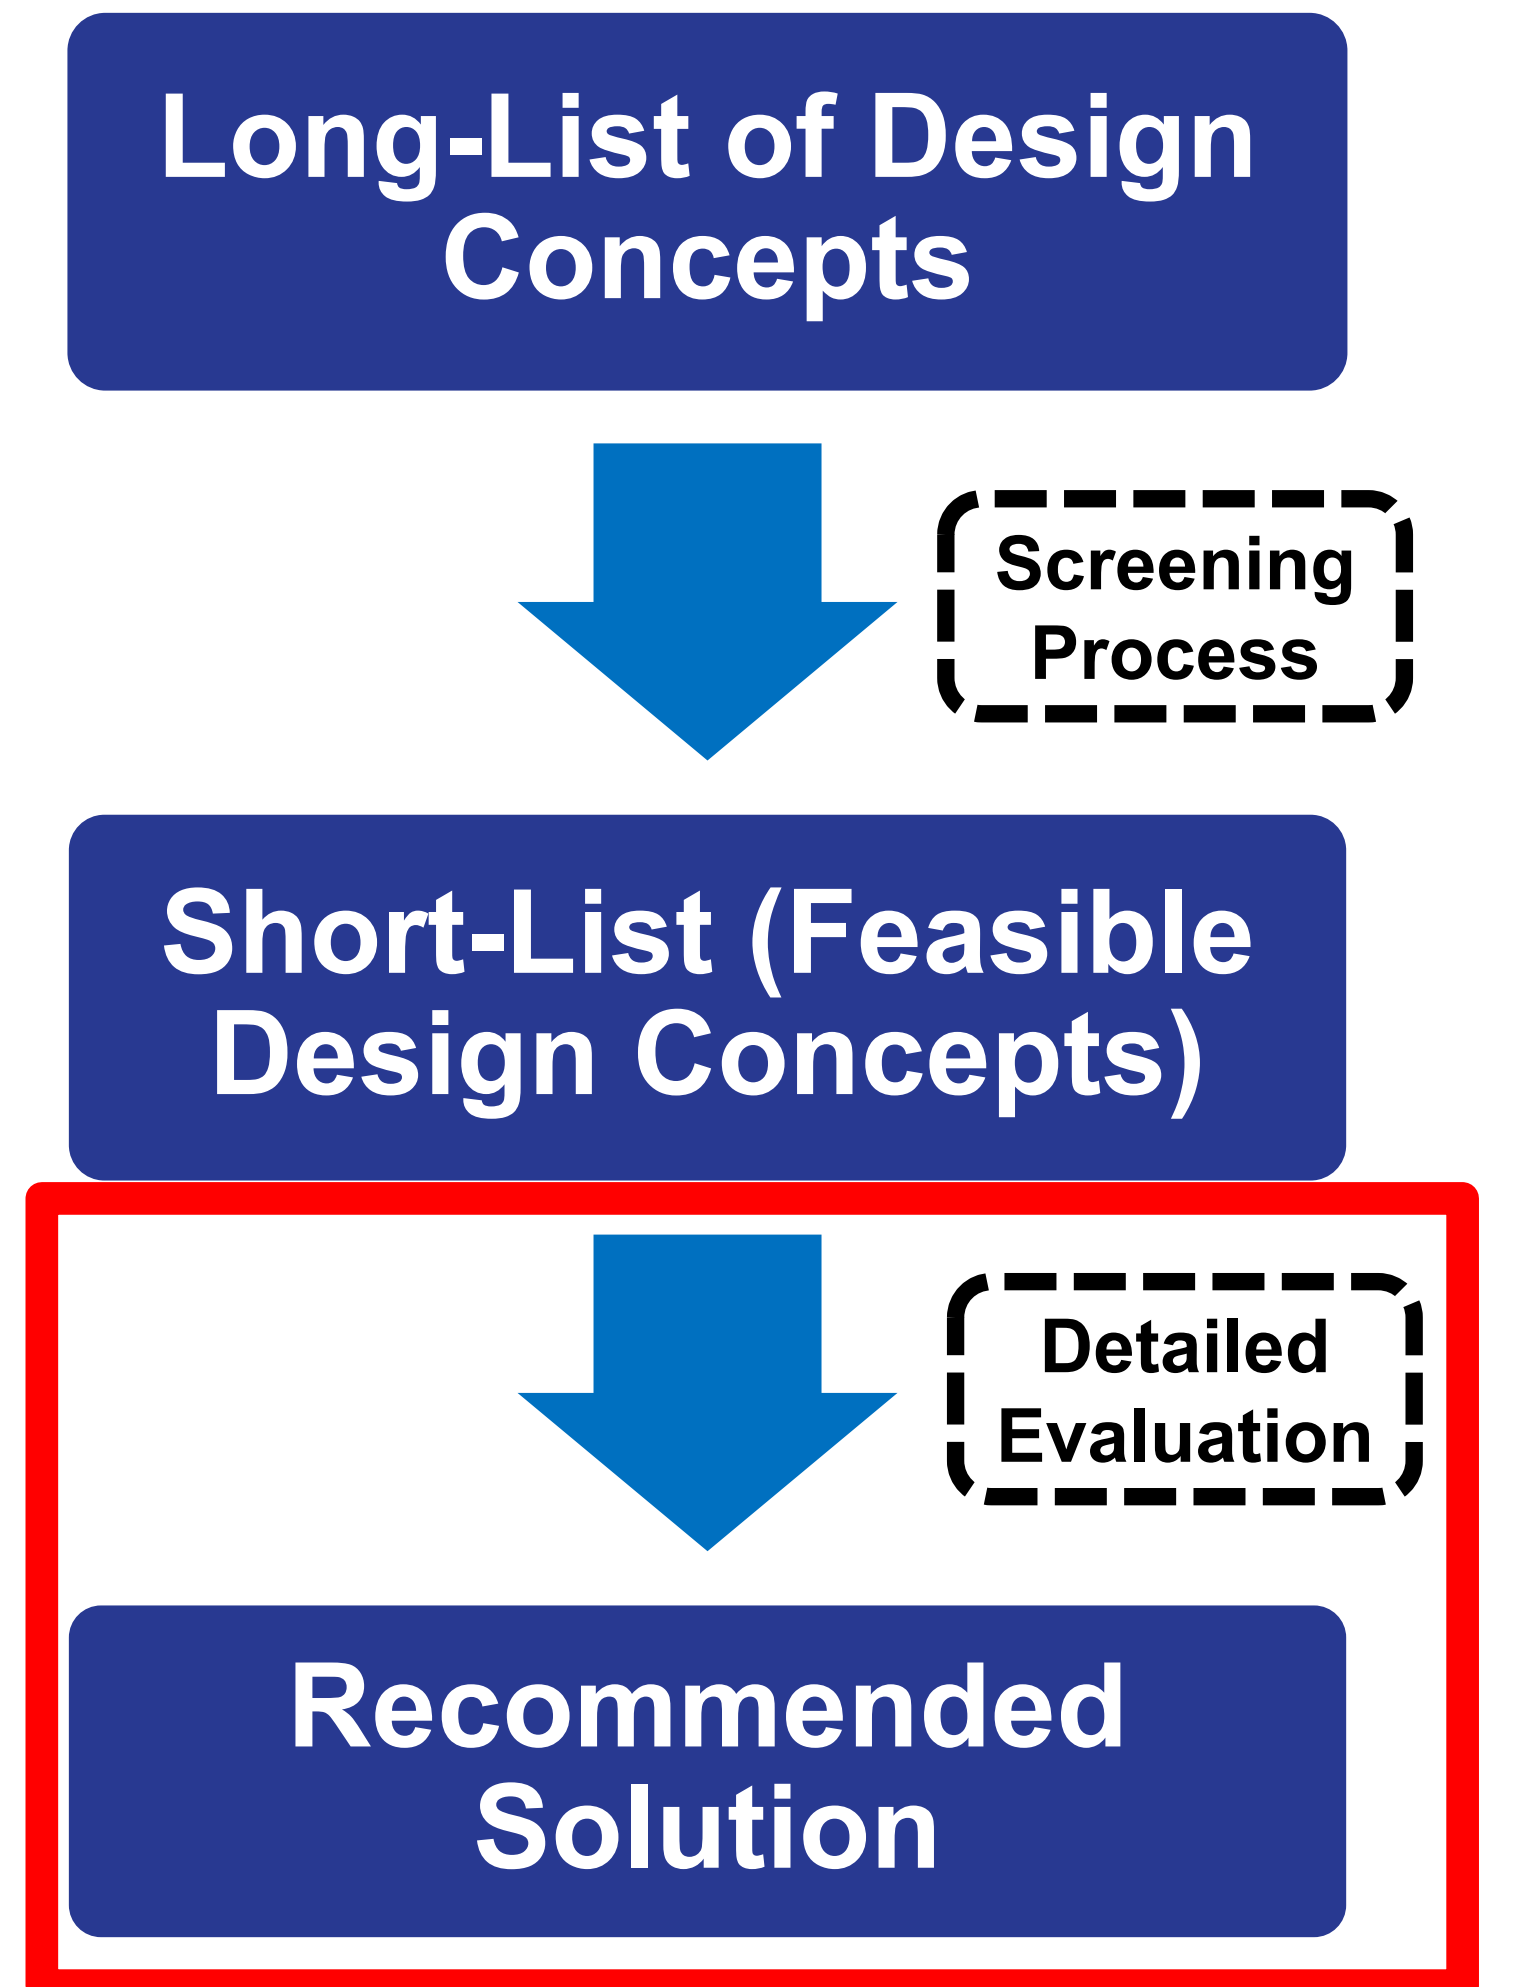 Long-List of Design
Concepts
Screening
Process
Short-List (Feasible
Design Concepts)
Detailed
Evaluation
Recommended
Solution